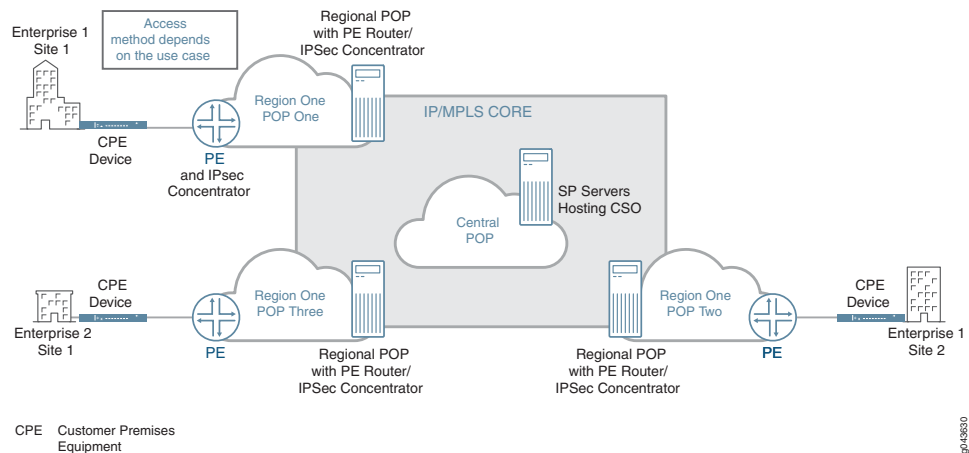 Enterprise 1
Site 1
Access
method depends
on the use case
Regional POP
with PE Router/
IPSec Concentrator
Region One
POP One
IP/MPLS CORE
CPE
Device
PE
and IPsec
Concentrator
SP Servers
Hosting CSO
Central
POP
CPE
Device
Region One
POP Three
Region One
POP Two
CPE
Device
Enterprise 2
Site 1
PE
Regional POP
with PE Router/
IPSec Concentrator
Regional POP
with PE Router/
IPSec Concentrator
PE
Enterprise 1
Site 2
CPE Customer Premises
Equipment
g043630